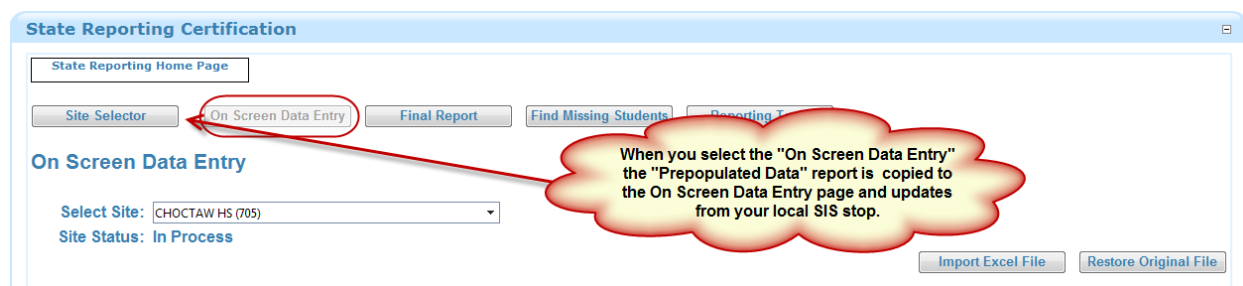 State Reporting Certification
State Reporting Home Page
Site Selector On Screen Data Entry Final Report Find Missing Students Reporting T
On Screen Data Entry
When you select the "On Screen Data Entry"
the "Prepopulated Data" report is copied to
the On Screen Data Entry page and updates
from your local SIS stop.
Select Site: CHOCTAW HS (705)
Site Status: In Process
Import Excel File Restore Original File